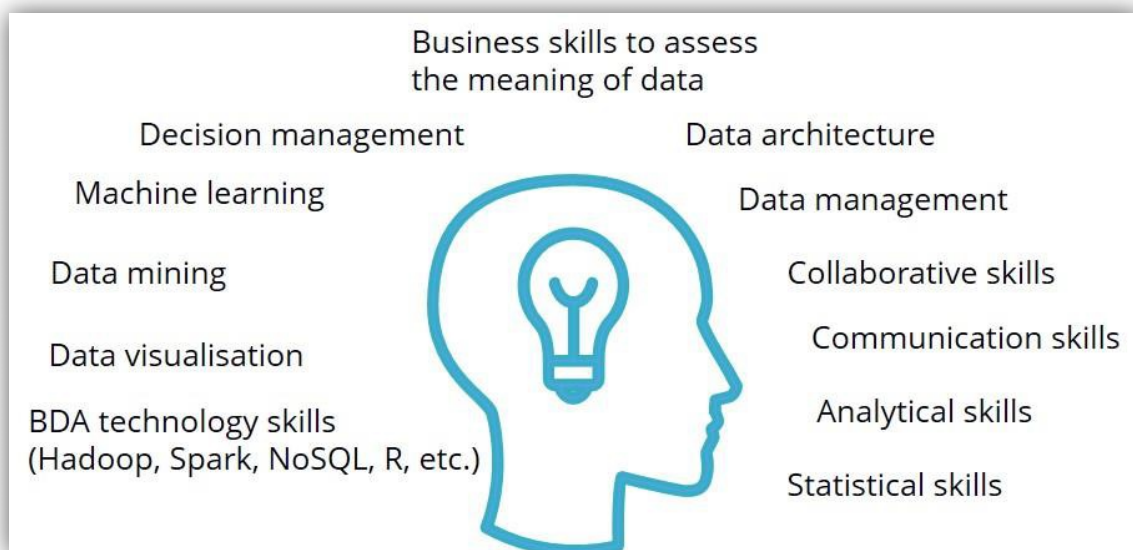 Business skills to assess
the meaning of data
Decision management
Data architecture
Machine learning
Data management
Data mining
Collaborative skills
Data visualisation
Communication skills
BDA technology skills
(Hadoop, Spark, NoSQL, R, etc.)
Analytical skills
Statistical skills